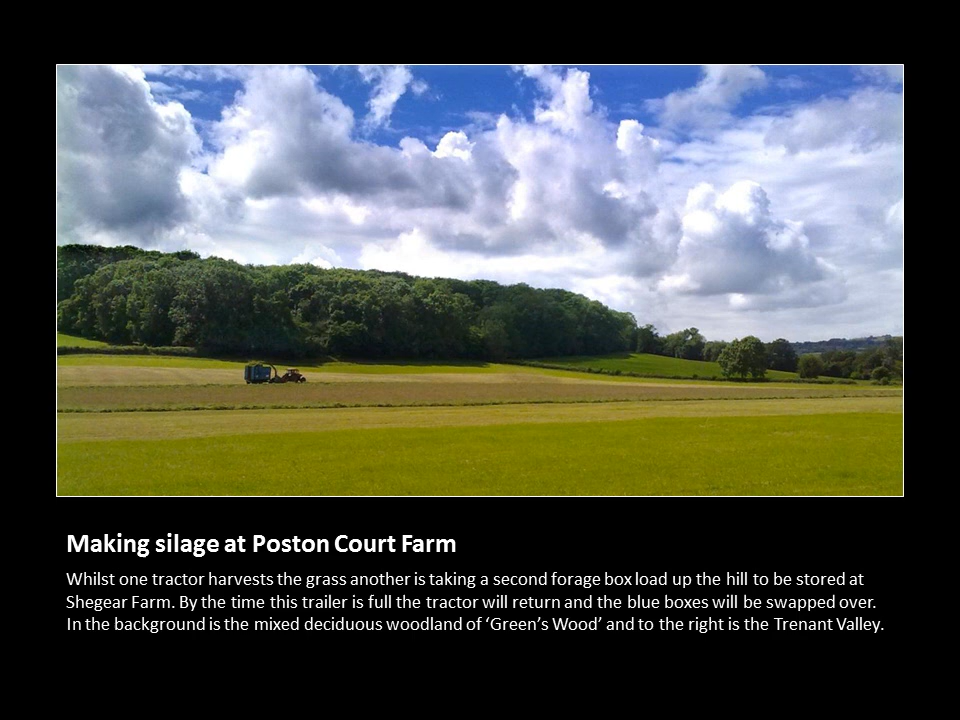 Making silage at Poston Court Farm
Whilst one tractor harvests the grass another is taking a second forage box load up the hill to be stored at
Shegear Farm. By the time this trailer is full the tractor will return and the blue boxes will be swapped over.
In the background is the mixed deciduous woodland of ‘Green’s Wood’ and to the right is the Trenant Valley.